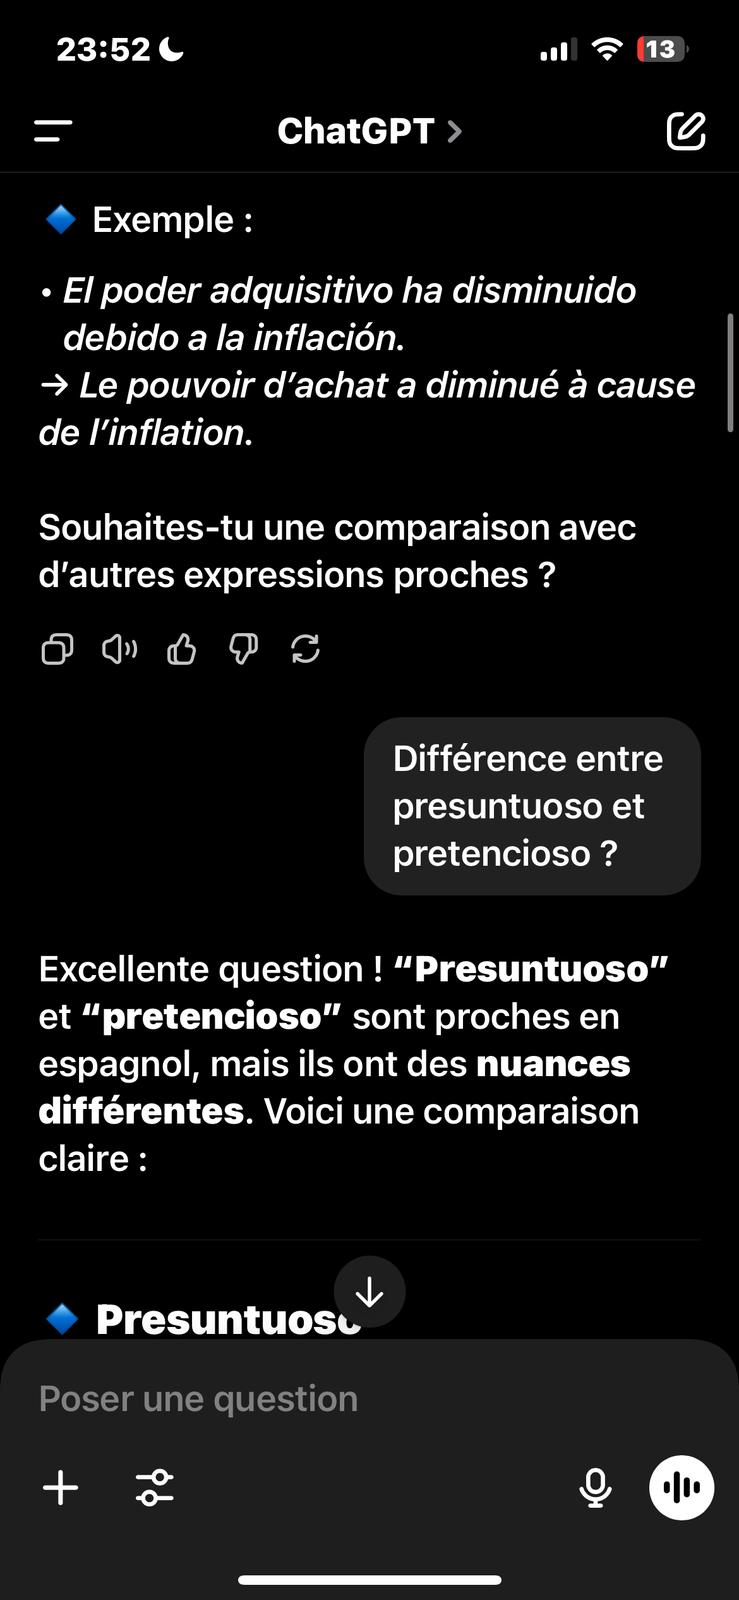 23:52
13
ChatGPT >
Exemple :
• El poder adquisitivo ha disminuido
debido a la inflación.
→ Le pouvoir d’achat a diminué à cause
de l’inflation.
Souhaites-tu une comparaison avec
d’autres expressions proches ?
Différence entre
presuntuoso et
pretencioso ?
Excellente question ! “Presuntuoso”
et “pretencioso” sont proches en
espagnol, mais ils ont des nuances
différentes. Voici une comparaison
claire :
Presuntuoso
Poser une question